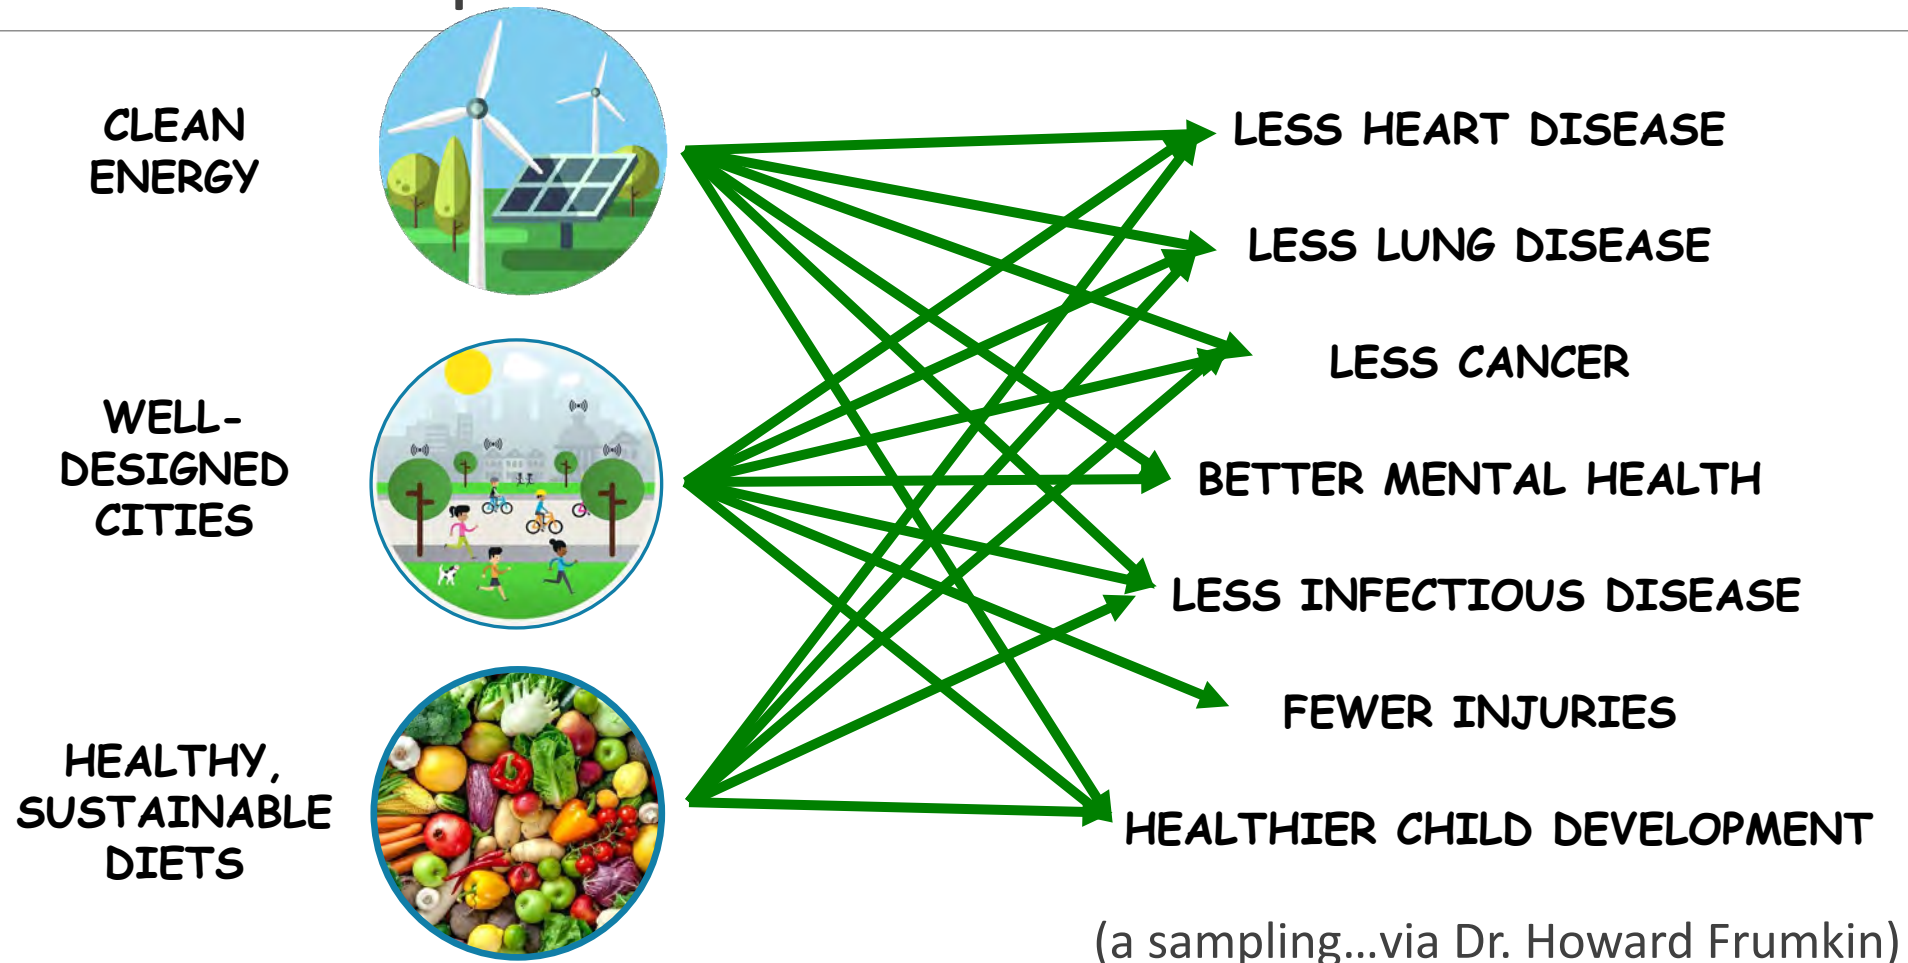 CLEAN
ENERGY
WELL-
DESIGNED
CITIES
HEALTHY,
SUSTAINABLE
DIETS
LESS HEART DISEASE
LESS LUNG DISEASE
LESS CANCER
BETTER MENTAL HEALTH
LESS INFECTIOUS DISEASE
FEWER INJURIES
HEALTHIER CHILD DEVELOPMENT
(a sampling...via Dr. Howard Frumkin)